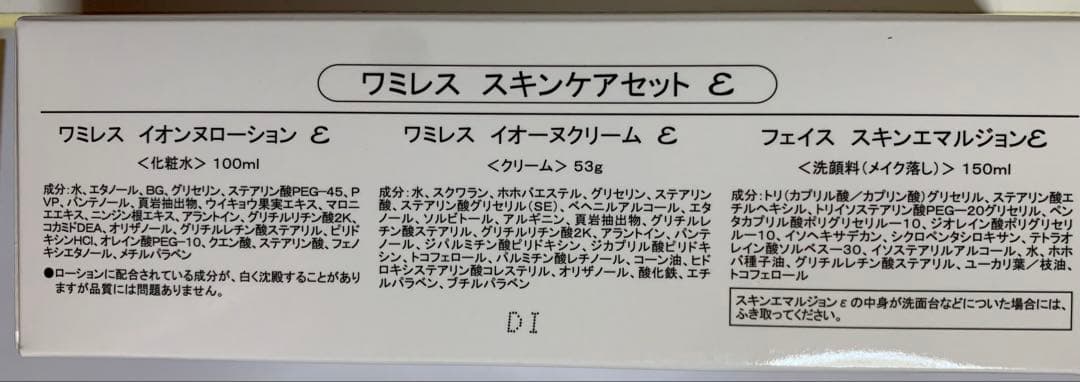 ワミレス スキンケアセット ε
ワミレス イオンヌローション ε
<化粧水> 100ml
成分:水、エタノール、BG、グリセリン、ステアリン酸PEG-45、P
VP、パンテノール、頁岩抽出物、ウイキョウ果実エキス、マロニ
エエキス、ニンジン根エキス、アラントイン、グリチルリチン酸2K、
コカミドDEA、オリザノール、グリチルレチン酸ステアリル、ピリド
キシンHCl、オレイン酸PEG-10、クエン酸、ステアリン酸、フェノ
キシエタノール、メチルパラベン
●ローションに配合されている成分が、白く沈殿することがあり
ますが品質には問題ありません。
ワミレス イオーヌクリーム ε
<クリーム> 53g
成分:水、スクワラン、ホホバエステル、グリセリン、ステアリン
酸、ステアリン酸グリセリル(SE)、ベヘニルアルコール、エタ
ノール、ソルビトール、アルギニン、頁岩抽出物、グリチルレ
チン酸ステアリル、グリチルリチン酸2K、アラントイン、パンテ
ノール、ジパルミチン酸ピリドキシン、ジカプリル酸ピリドキ
シン、トコフェロール、パルミチン酸レチノール、コーン油、ヒド
ロキシステアリン酸コレステリル、オリザノール、酸化鉄、エチ
ルパラベン、ブチルパラベン
DI
フェイス スキンエマルジョンε
<洗顔料(メイク落し)> 150ml
成分:トリ(カプリル酸/カプリン酸)グリセリル、ステアリン酸エ
チルヘキシル、トリイソステアリン酸PEG-20グリセリル、ペン
タカプリル酸ポリグリセリル-10、ジオレイン酸ポリグリセ
リル-10、イソヘキサデカン、シクロペンタシロキサン、テトラオ
レイン酸ソルベス-30、イソステアリルアルコール、水、ホホ
バ種子油、グリチルレチン酸ステアリル、ユーカリ葉/枝油、
トコフェロール
スキンエマルジョンεの中身が洗面台などについた場合には、
ふき取ってください。